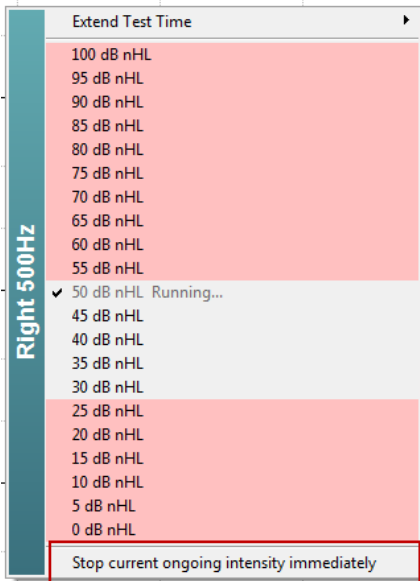 Extend Test Time
Right 500Hz
100 dB nHL
95 dB nHL
90 dB nHL
85 dB nHL
80 dB nHL
75 dB nHL
70 dB nHL
65 dB nHL
60 dB nHL
55 dB nHL
50 dB nHL Running...
45 dB nHL
40 dB nHL
35 dB nHL
30 dB nHL
25 dB nHL
20 dB nHL
15 dB nHL
10 dB nHL
5 dB nHL
0 dB nHL
Stop current ongoing intensity immediately